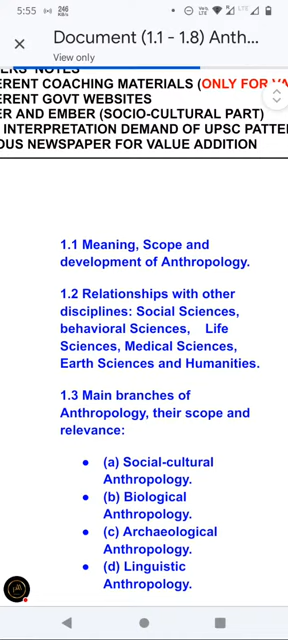 5:55 246 KB/s
Document (1.1 - 1.8) Anth...
View only
NOTES
ERENT COACHING MATERIALS (ONLY FOR VA
ERENT GOVT WEBSITES
ER AND EMBER (SOCIO-CULTURAL PART)
INTERPRETATION DEMAND OF UPSC PATTE
OUS NEWSPAPER FOR VALUE ADDITION
1.1 Meaning, Scope and
development of Anthropology.
1.2 Relationships with other
disciplines: Social Sciences,
behavioral Sciences, Life
Sciences, Medical Sciences,
Earth Sciences and Humanities.
1.3 Main branches of
Anthropology, their scope and
relevance:
● (a) Social-cultural
Anthropology.
● (b) Biological
Anthropology.
● (c) Archaeological
Anthropology.
● (d) Linguistic
Anthropology.